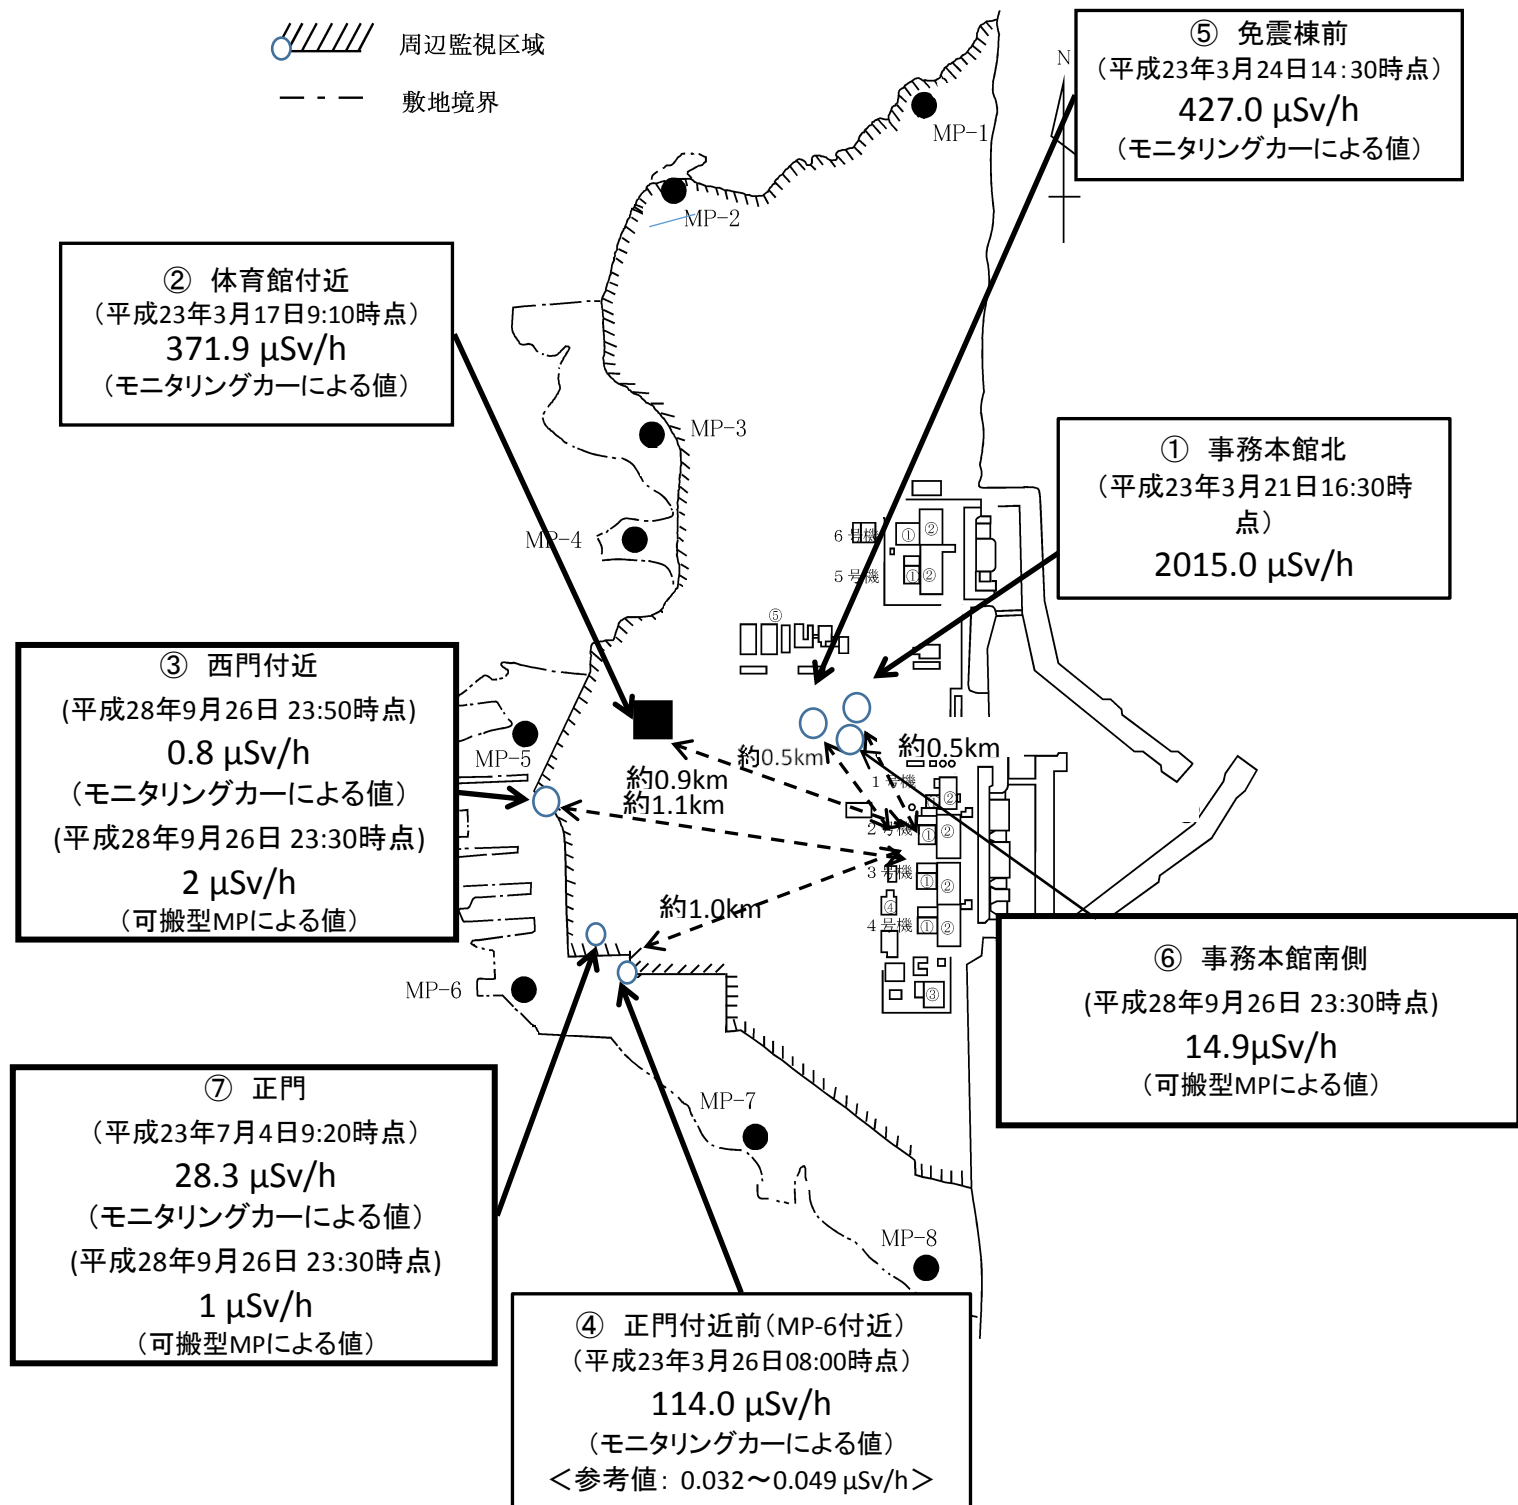 周辺監視区域
敷地境界
N
⑤ 免震棟前
（平成23年3月24日14：30時点）
427.0 μSv/h
（モニタリングカーによる値）
MP-1
MP-2
② 体育館付近
（平成23年3月17日9:10時点）
371.9 μSv/h
（モニタリングカーによる値）
MP-3
① 事務本館北
（平成23年3月21日16:30時
点）
2015.0 μSv/h
MP-4
６号機
①
②
５号機
①
②
⑤
③ 西門付近
(平成28年9月26日 23:50時点)
0.8 μSv/h
（モニタリングカーによる値）
(平成28年9月26日 23:30時点)
2 μSv/h
（可搬型MPによる値）
MP-5
約0.5km
約0.5km
約0.9km
約1.1km
１号機
①
②
２号機
①
②
３号機
①
②
④
４号機
①
②
約1.0km
③
MP-6
⑥ 事務本館南側
(平成28年9月26日 23:30時点)
14.9μSv/h
（可搬型MPによる値）
⑦ 正門
（平成23年7月4日9:20時点）
28.3 μSv/h
（モニタリングカーによる値）
(平成28年9月26日 23:30時点)
1 μSv/h
（可搬型MPによる値）
MP-7
MP-8
④ 正門付近前（MP-6付近）
（平成23年3月26日08:00時点）
114.0 μSv/h
（モニタリングカーによる値）
＜参考値： 0.032～0.049 μSv/h＞